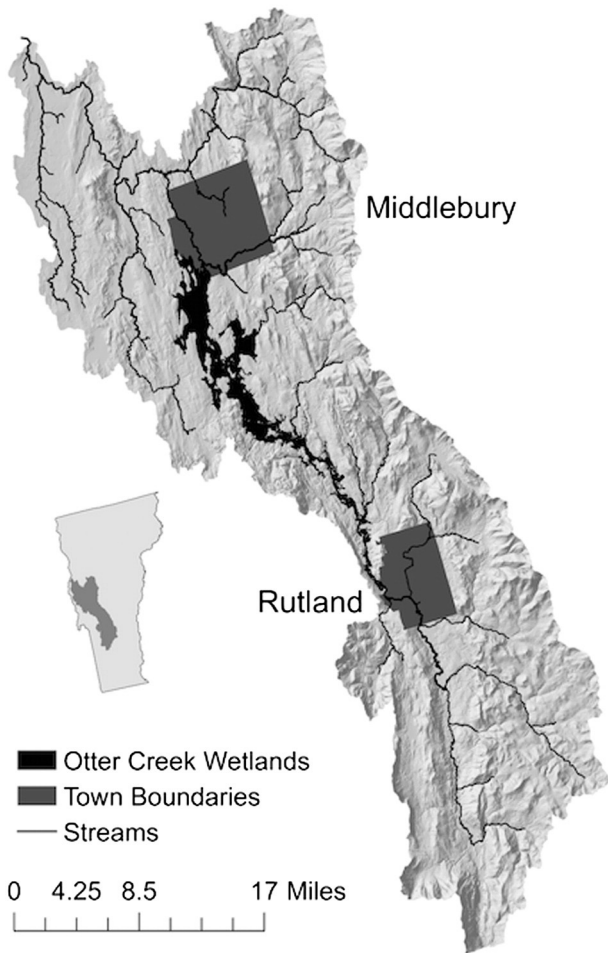 Middlebury
Rutland
Otter Creek Wetlands
Town Boundaries
Streams
0 4.25 8.5 17 Miles